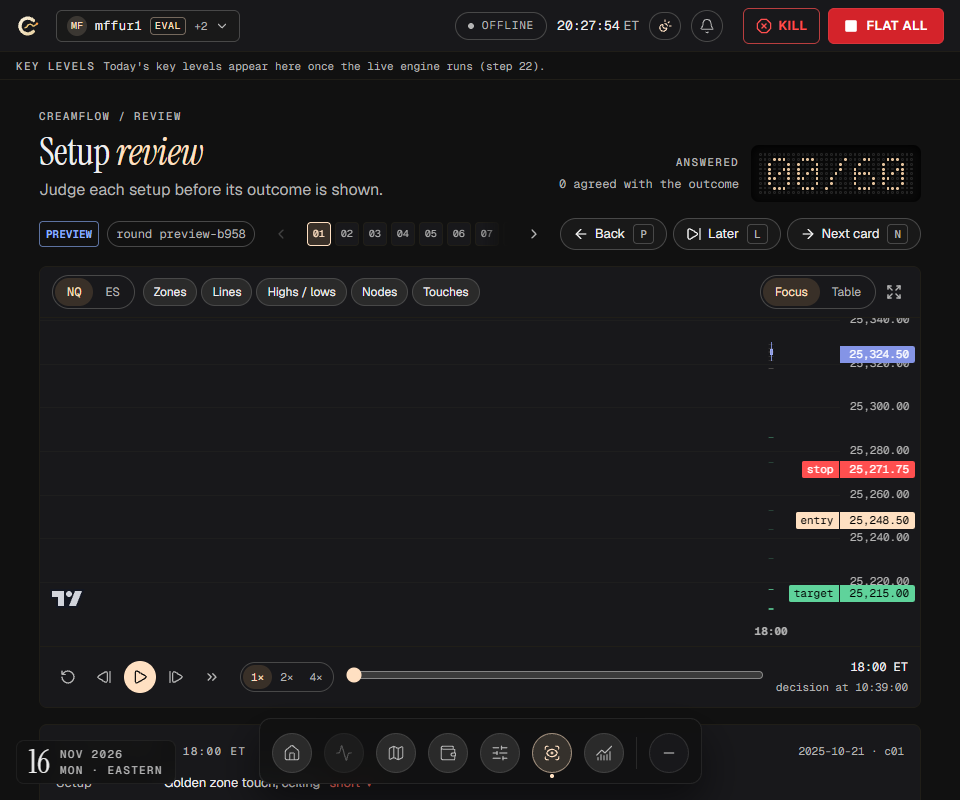 MF mffur1 EVAL +2
OFFLINE
20:27:54 ET
KILL
FLAT ALL
KEY LEVELS Today's key levels appear here once the live engine runs (step 22).
CREAMFLOW / REVIEW
Setup review
Judge each setup before its outcome is shown.
ANSWERED
0 agreed with the outcome
00/60
PREVIEW
round preview-b958
01 02 03 04 05 06 07
Back P
Later L
Next card N
NQ ES
Zones
Lines
Highs / lows
Nodes
Touches
Focus Table
25,340.00
25,324.50
25,320.00
25,300.00
25,280.00
stop 25,271.75
25,260.00
entry 25,248.50
25,240.00
25,220.00
target 25,215.00
18:00
1× 2× 4×
18:00 ET
decision at 10:39:00
16 NOV 2026
MON · EASTERN
18:00 ET
2025-10-21 · c01
Setup
Golden zone touch, ceiling short